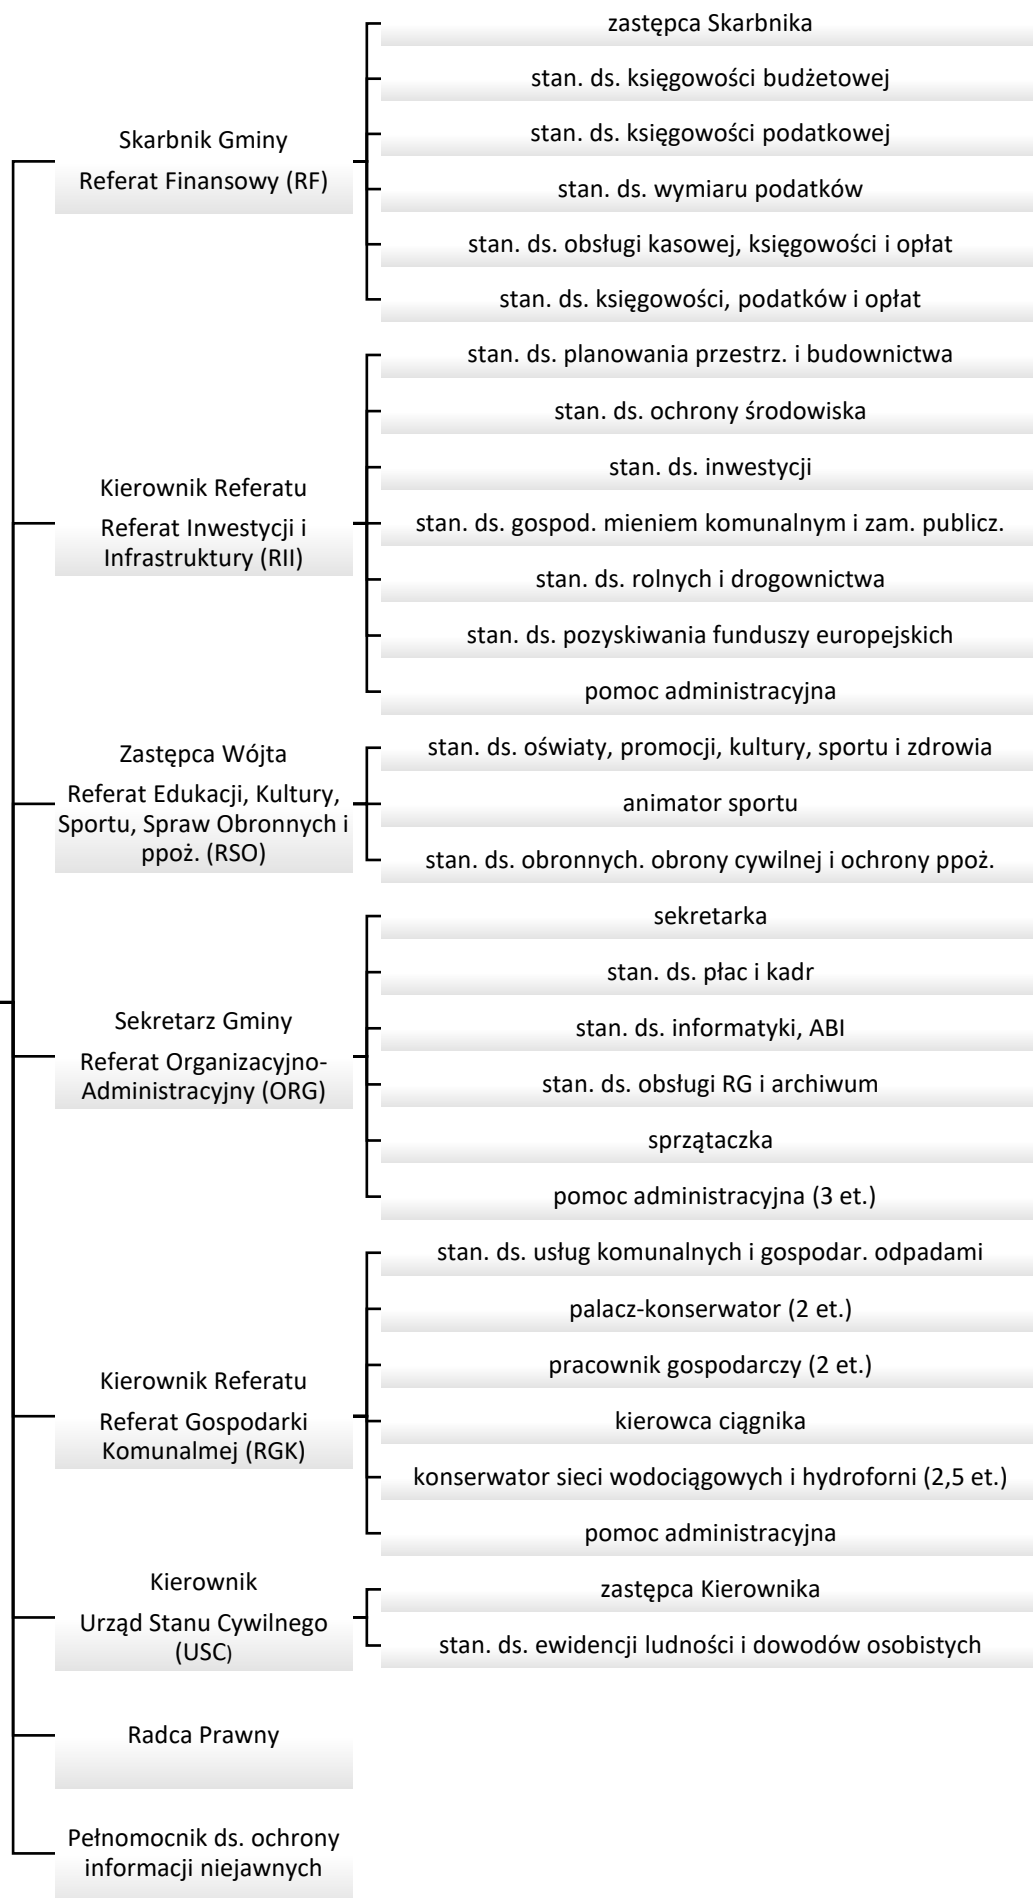 Skarbnik Gminy
Referat Finansowy (RF)
zastępca Skarbnika
stan. ds. księgowości budżetowej
stan. ds. księgowości podatkowej
stan. ds. wymiaru podatków
stan. ds. obsługi kasowej, księgowości i opłat
stan. ds. księgowości, podatków i opłat
Kierownik Referatu
Referat Inwestycji i
Infrastruktury (RII)
stan. ds. planowania przestrz. i budownictwa
stan. ds. ochrony środowiska
stan. ds. inwestycji
stan. ds. gospod. mieniem komunalnym i zam. publicz.
stan. ds. rolnych i drogownictwa
stan. ds. pozyskiwania funduszy europejskich
pomoc administracyjna
Zastępca Wójta
Referat Edukacji, Kultury,
Sportu, Spraw Obronnych i
ppoż. (RSO)
stan. ds. oświaty, promocji, kultury, sportu i zdrowia
animator sportu
stan. ds. obronnych. obrony cywilnej i ochrony ppoż.
Sekretarz Gminy
Referat Organizacyjno-
Administracyjny (ORG)
sekretarka
stan. ds. płac i kadr
stan. ds. informatyki, ABI
stan. ds. obsługi RG i archiwum
sprzątaczka
pomoc administracyjna (3 et.)
Kierownik Referatu
Referat Gospodarki
Komunalmej (RGK)
stan. ds. usług komunalnych i gospodar. odpadami
palacz-konserwator (2 et.)
pracownik gospodarczy (2 et.)
kierowca ciągnika
konserwator sieci wodociągowych i hydroforni (2,5 et.)
pomoc administracyjna
Kierownik
Urząd Stanu Cywilnego
(USC)
zastępca Kierownika
stan. ds. ewidencji ludności i dowodów osobistych
Radca Prawny
Pełnomocnik ds. ochrony
informacji niejawnych